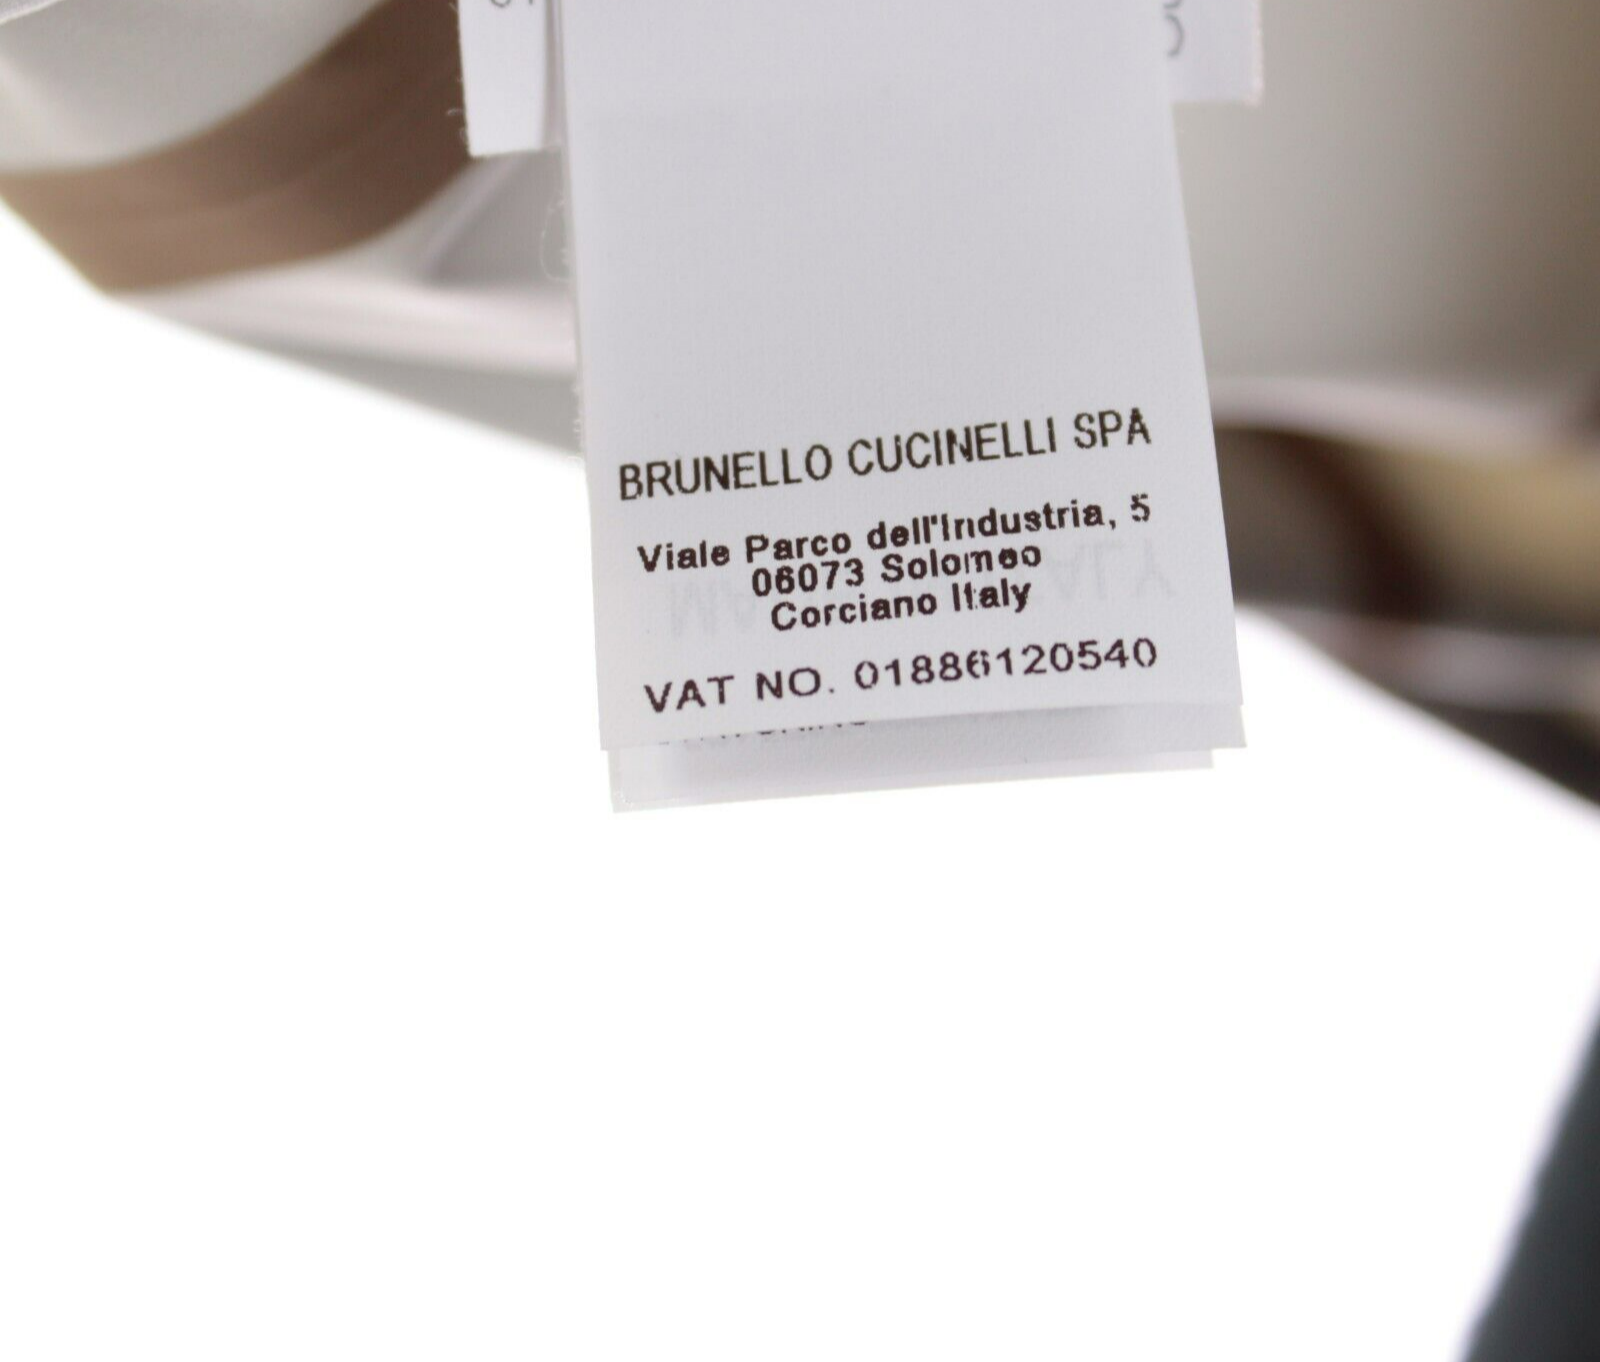 BRUNELLO CUCINELLI SPA
Viale Parco dell'Industria, 5
06073 Solomeo
Corciano Italy
VAT NO. 01886120540